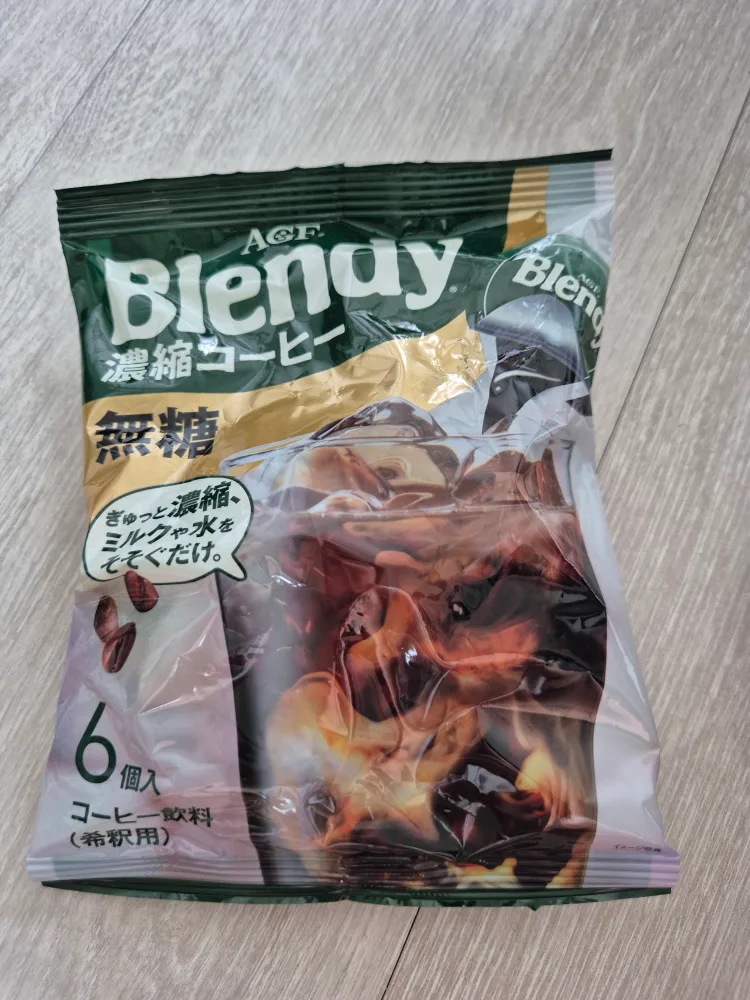 AGF
Blendy
濃縮コーヒー
AGF
Blendy
無糖
ぎゅっと濃縮、
ミルクや水を
そそぐだけ。
6個入
コーヒー飲料
(希釈用)